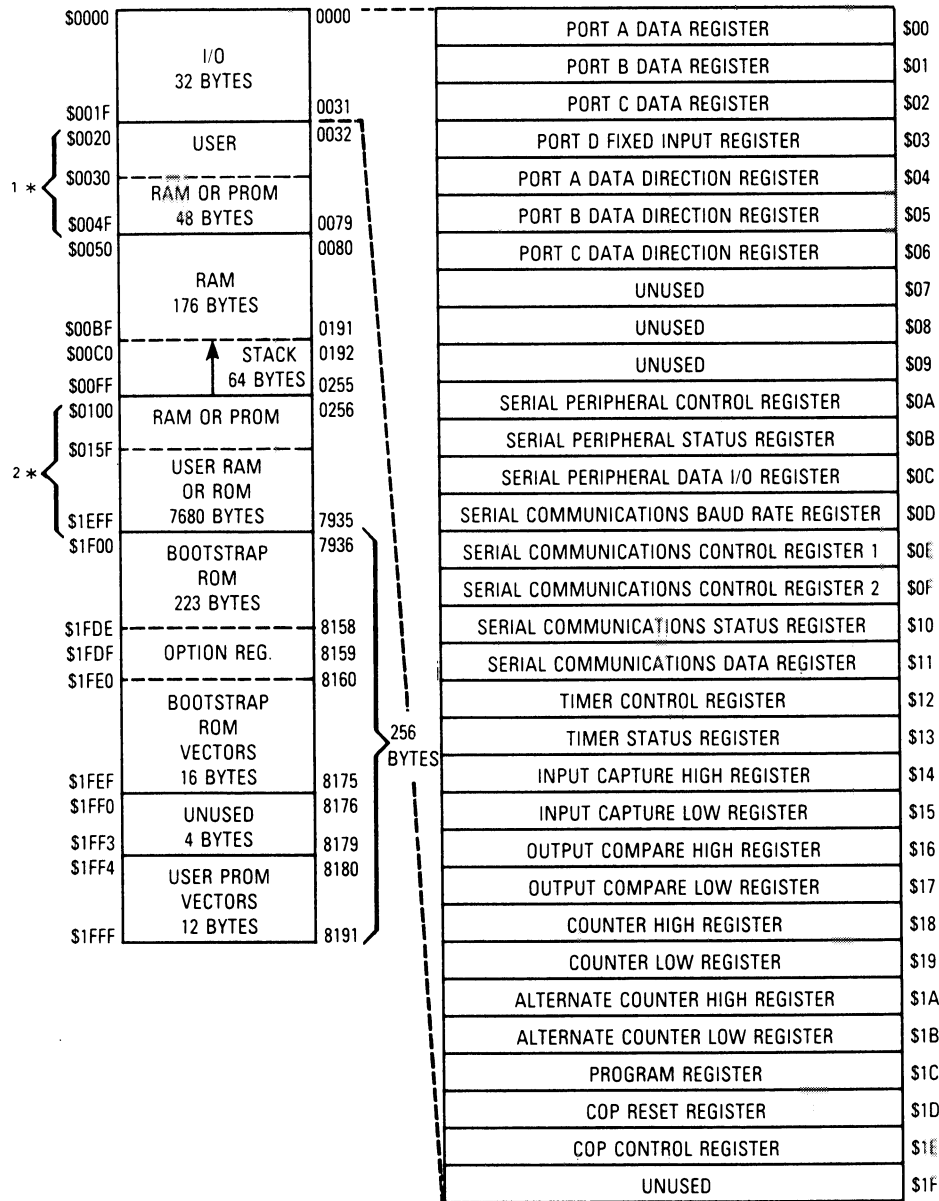 $0000
I/O
32 BYTES
0000
$001F
0031
1 *
$0020
USER
0032
$0030
RAM OR PROM
48 BYTES
$004F
0079
$0050
0080
RAM
176 BYTES
$00BF
0191
$00C0
STACK
64 BYTES
0192
$00FF
0255
2 *
$0100
RAM OR PROM
0256
$015F
USER RAM
OR ROM
7680 BYTES
$1EFF
7935
$1F00
BOOTSTRAP
ROM
223 BYTES
7936
$1FDE
8158
$1FDF
OPTION REG.
8159
$1FE0
8160
BOOTSTRAP
ROM
VECTORS
16 BYTES
$1FEF
8175
$1FF0
UNUSED
4 BYTES
8176
$1FF3
8179
$1FF4
USER PROM
VECTORS
12 BYTES
8180
$1FFF
8191
256
BYTES
PORT A DATA REGISTER $00
PORT B DATA REGISTER $01
PORT C DATA REGISTER $02
PORT D FIXED INPUT REGISTER $03
PORT A DATA DIRECTION REGISTER $04
PORT B DATA DIRECTION REGISTER $05
PORT C DATA DIRECTION REGISTER $06
UNUSED $07
UNUSED $08
UNUSED $09
SERIAL PERIPHERAL CONTROL REGISTER $0A
SERIAL PERIPHERAL STATUS REGISTER $0B
SERIAL PERIPHERAL DATA I/O REGISTER $0C
SERIAL COMMUNICATIONS BAUD RATE REGISTER $0D
SERIAL COMMUNICATIONS CONTROL REGISTER 1 $0E
SERIAL COMMUNICATIONS CONTROL REGISTER 2 $0F
SERIAL COMMUNICATIONS STATUS REGISTER $10
SERIAL COMMUNICATIONS DATA REGISTER $11
TIMER CONTROL REGISTER $12
TIMER STATUS REGISTER $13
INPUT CAPTURE HIGH REGISTER $14
INPUT CAPTURE LOW REGISTER $15
OUTPUT COMPARE HIGH REGISTER $16
OUTPUT COMPARE LOW REGISTER $17
COUNTER HIGH REGISTER $18
COUNTER LOW REGISTER $19
ALTERNATE COUNTER HIGH REGISTER $1A
ALTERNATE COUNTER LOW REGISTER $1B
PROGRAM REGISTER $1C
COP RESET REGISTER $1D
COP CONTROL REGISTER $1E
UNUSED $1F